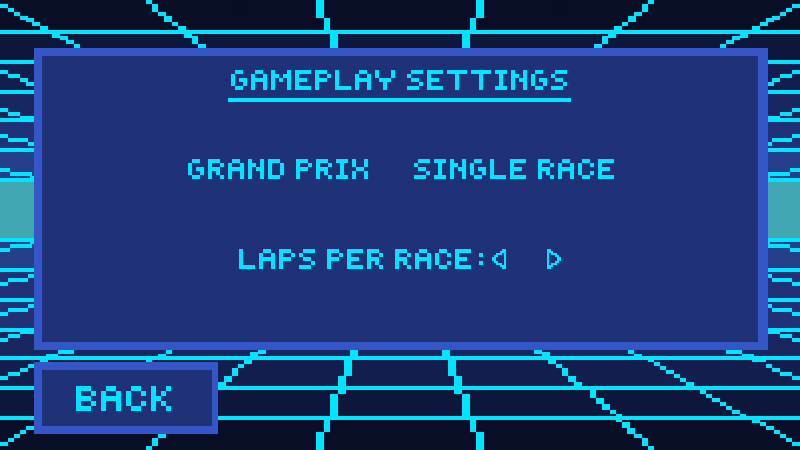 GAMEPLAY SETTINGS
GRAND PRIX SINGLE RACE
LAPS PER RACE:
BACK